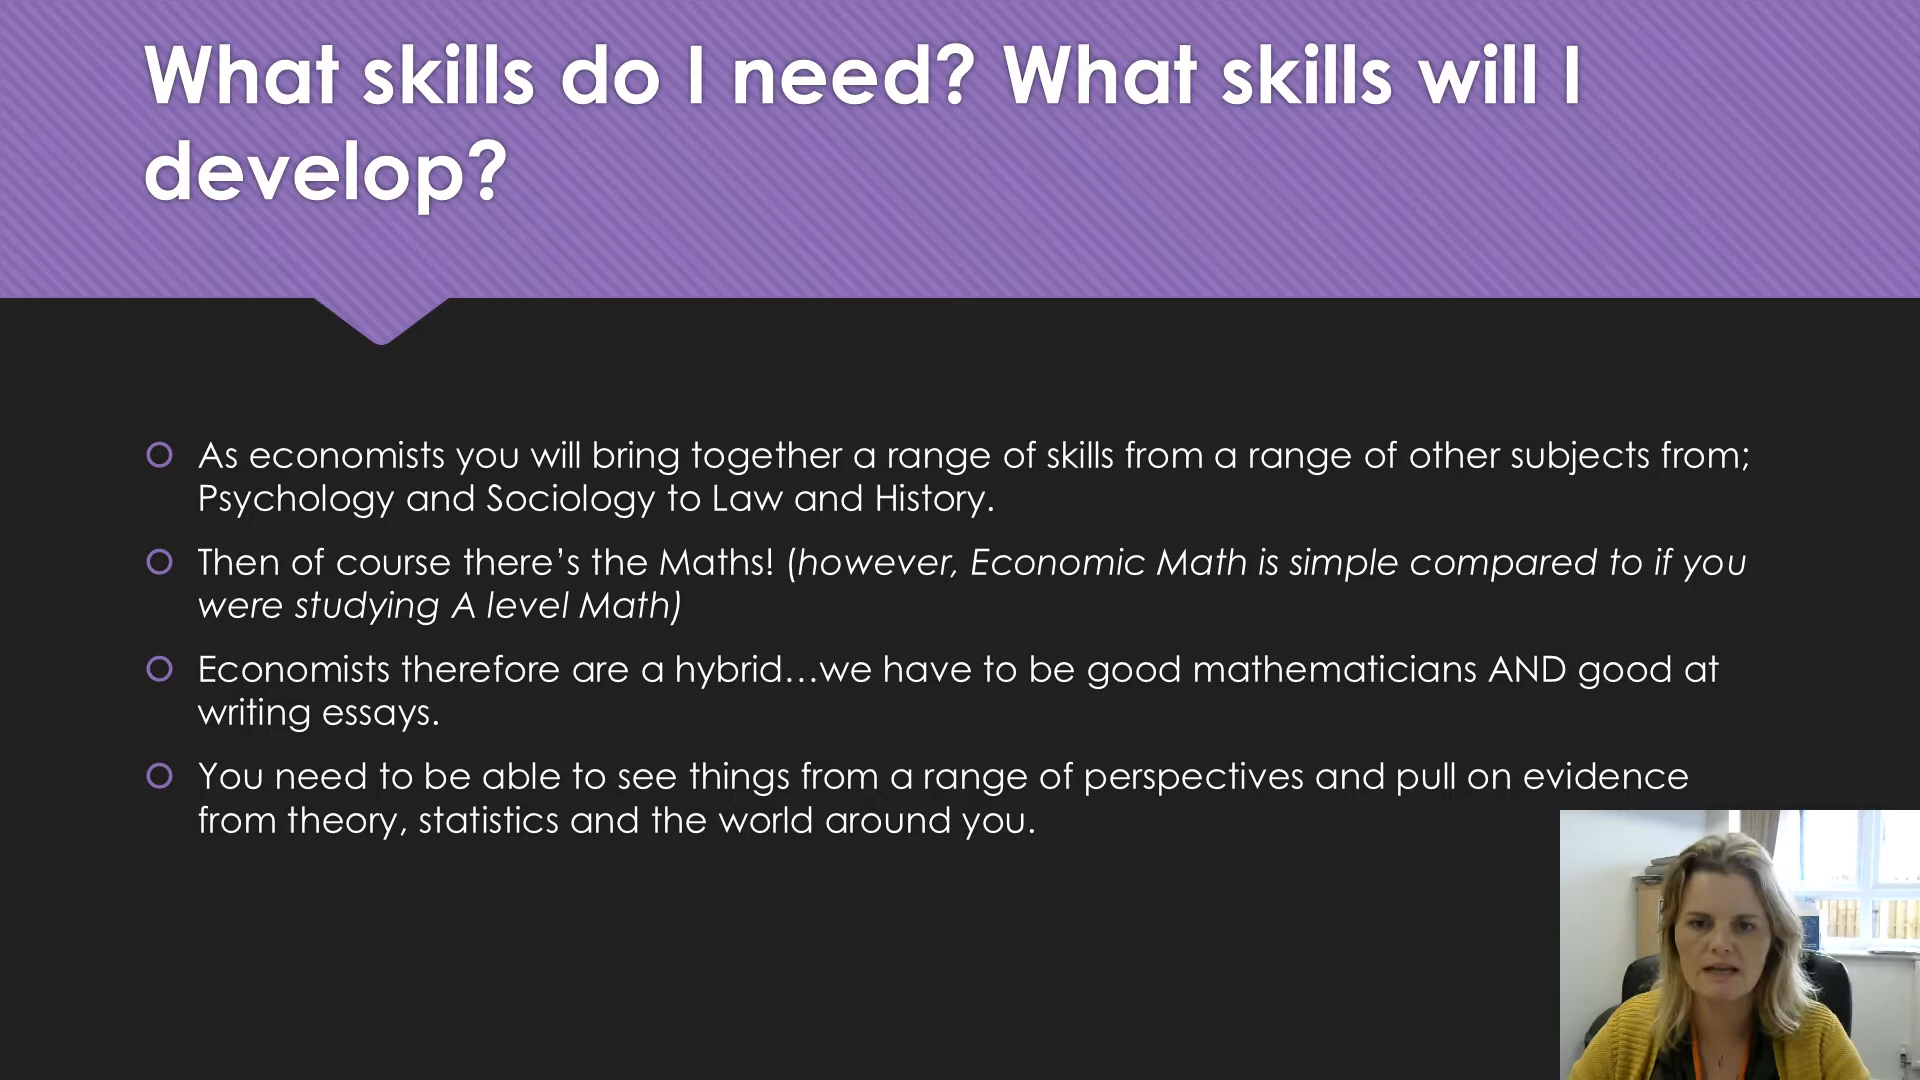 What skills do I need? What skills will I
develop?
As economists you will bring together a range of skills from a range of other subjects from;
Psychology and Sociology to Law and History.
Then of course there’s the Maths! (however, Economic Math is simple compared to if you
were studying A level Math)
Economists therefore are a hybrid…we have to be good mathematicians AND good at
writing essays.
You need to be able to see things from a range of perspectives and pull on evidence
from theory, statistics and the world around you.